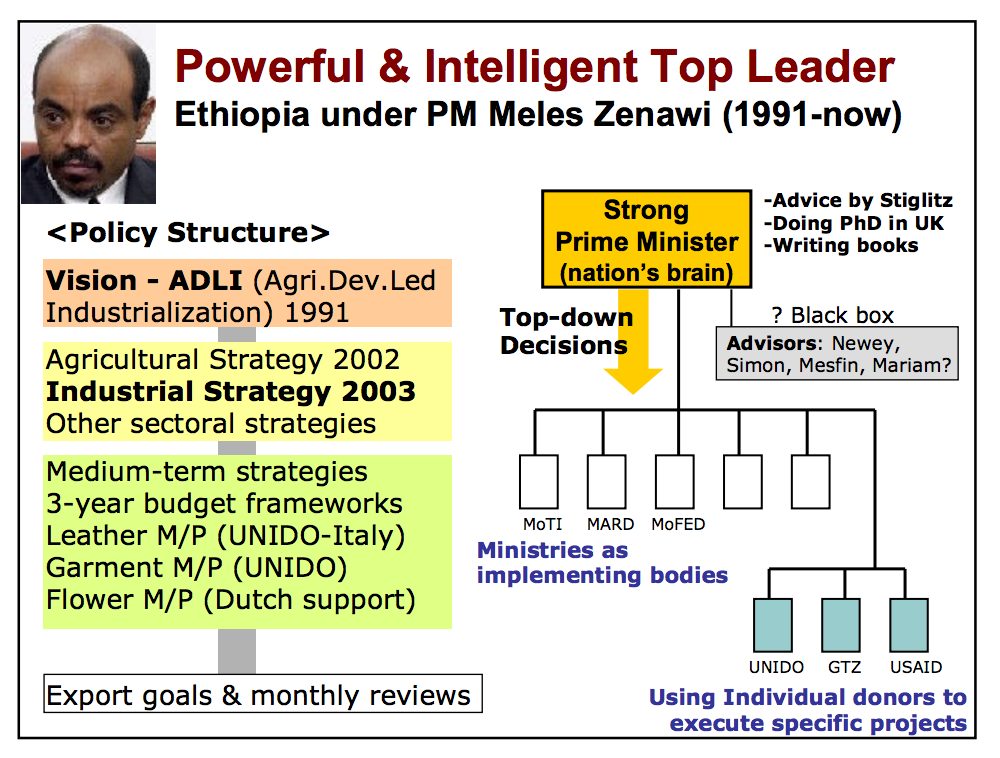 Powerful & Intelligent Top Leader
Ethiopia under PM Meles Zenawi (1991-now)
<Policy Structure>
Vision - ADLI (Agri.Dev.Led
Industrialization) 1991
Agricultural Strategy 2002
Industrial Strategy 2003
Other sectoral strategies
Medium-term strategies
3-year budget frameworks
Leather M/P (UNIDO-Italy)
Garment M/P (UNIDO)
Flower M/P (Dutch support)
Export goals & monthly reviews
Strong
Prime Minister
(nation's brain)
-Advice by Stiglitz
-Doing PhD in UK
-Writing books
Top-down
Decisions
? Black box
Advisors: Newey,
Simon, Mesfin, Mariam?
MoTI
MARD
MoFED
Ministries as
implementing bodies
UNIDO
GTZ
USAID
Using Individual donors to
execute specific projects